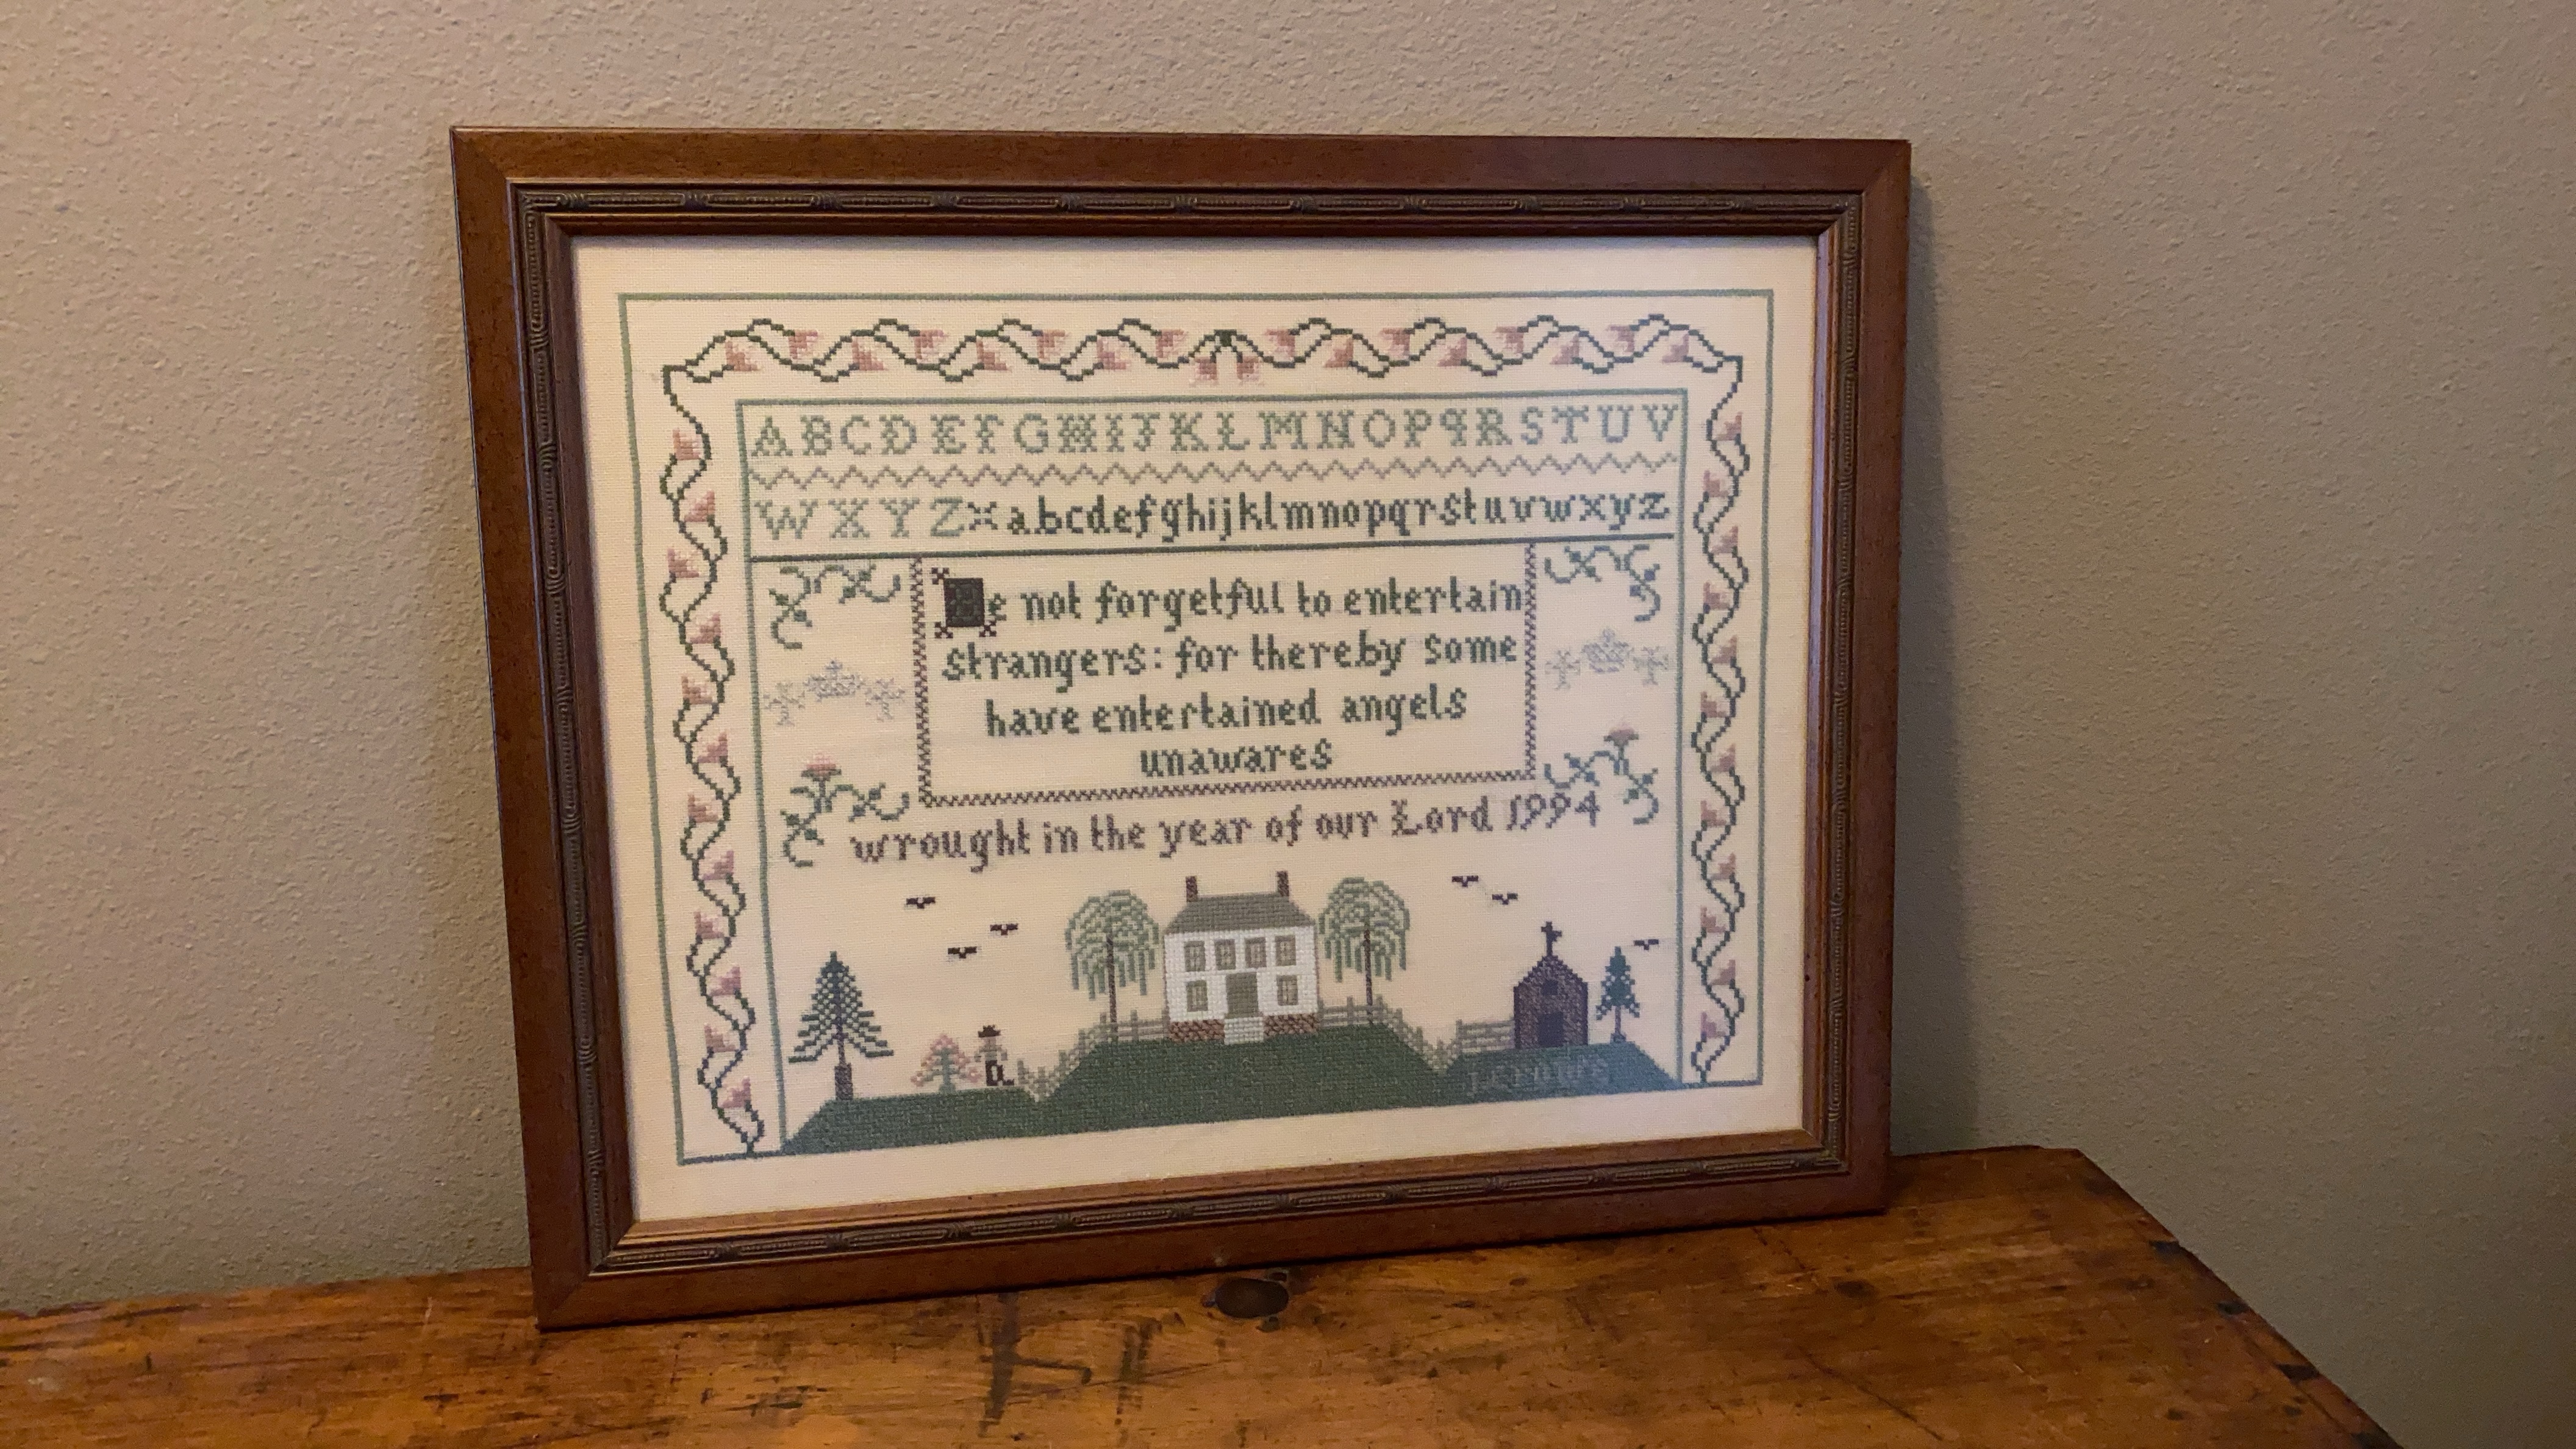 ABCDEFGHIJKLMNOPqRSTUV
WXYZ abcdefghijklmnopqrstuvwxyz
Be not forgetful to entertain
strangers: for thereby some
have entertained angels
unawares
wrought in the year of our Lord 1994